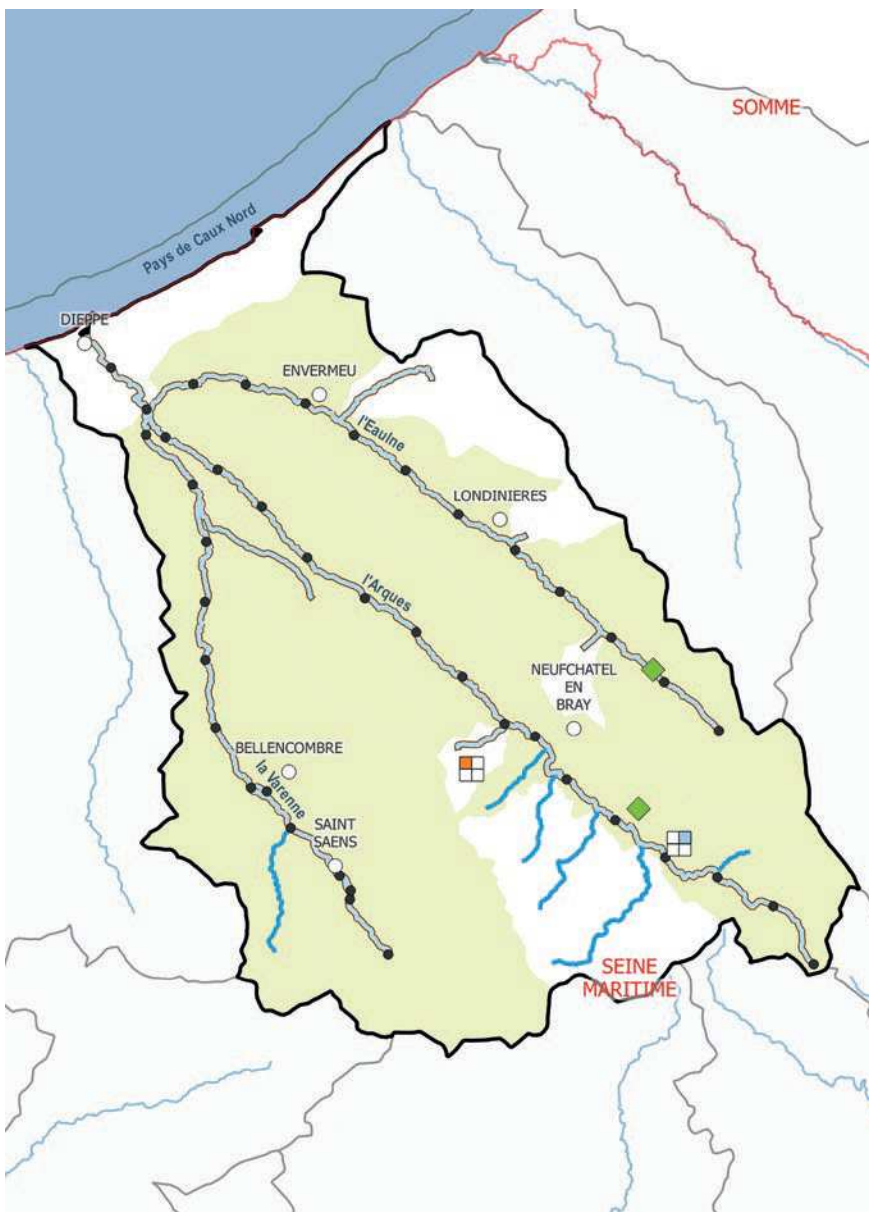 SOMME
Pays de Caux Nord
DIEPPE
ENVERMEU
l'Eaulne
LONDINIERES
l'Arques
NEUFCHATEL
EN
BRAY
BELLENCOMBRE
la Varenne
SAINT
SAENS
SEINE
MARITIME